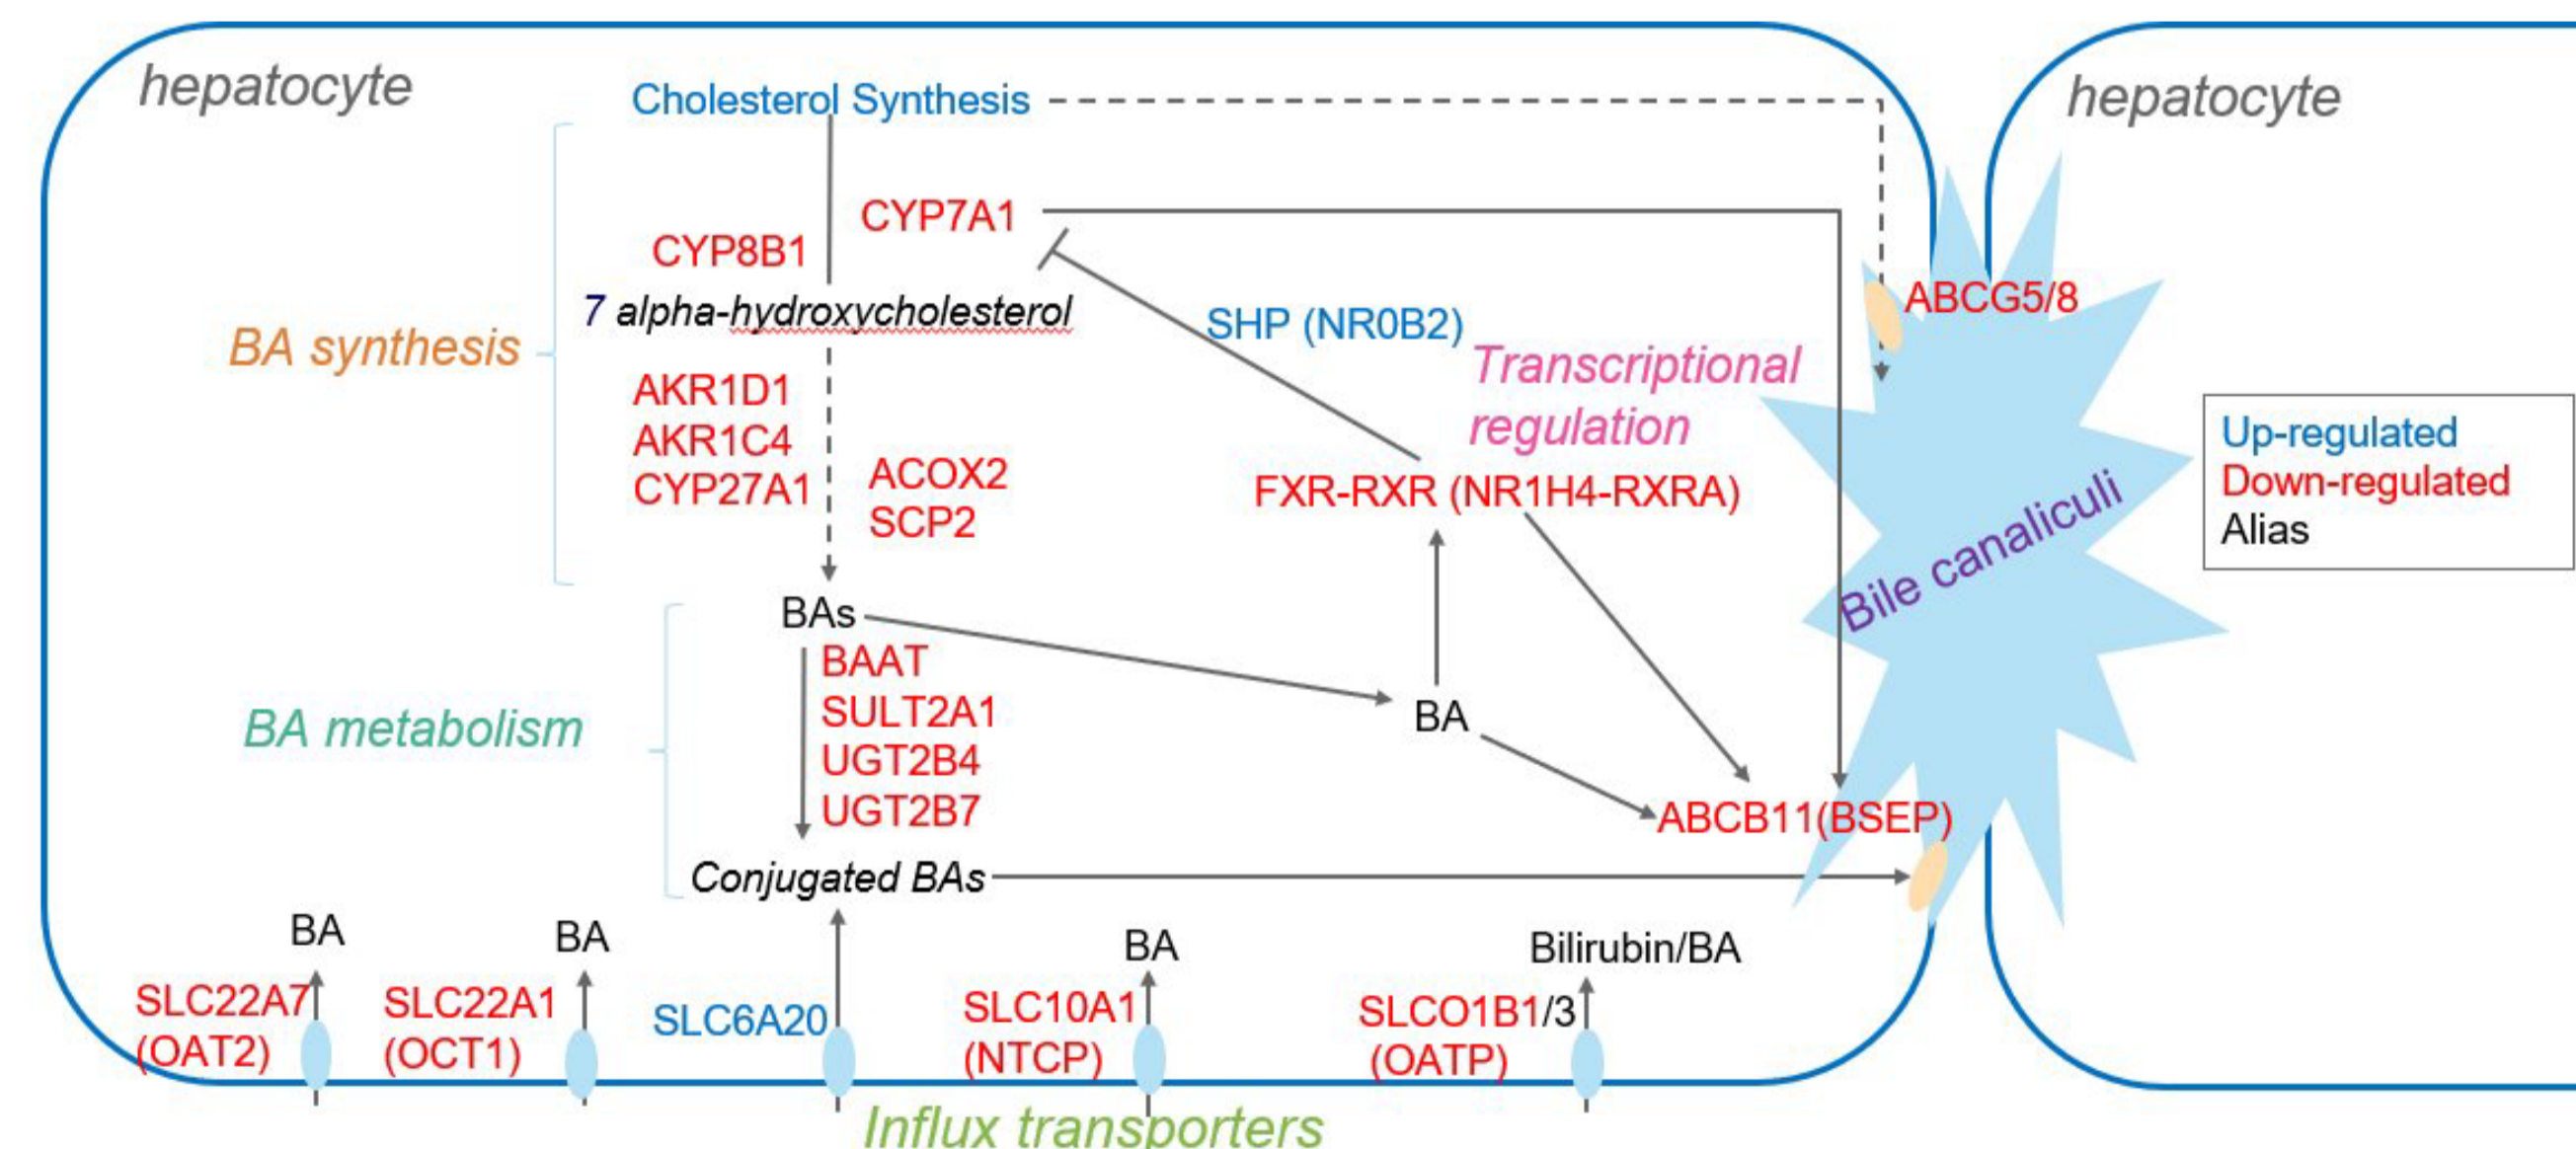 hepatocyte
hepatocyte
Cholesterol Synthesis
CYP7A1
CYP8B1
7 alpha-hydroxycholesterol
ABCG5/8
SHP (NR0B2)
BA synthesis
Transcriptional
regulation
AKR1D1
AKR1C4
CYP27A1
ACOX2
SCP2
FXR-RXR (NR1H4-RXRA)
Up-regulated
Down-regulated
Alias
Bile canaliculi
BAs
BAAT
SULT2A1
UGT2B4
UGT2B7
BA metabolism
BA
ABCB11(BSEP)
Conjugated BAs
BA
BA
BA
Bilirubin/BA
SLC22A7
(OAT2)
SLC22A1
(OCT1)
SLC6A20
SLC10A1
(NTCP)
SLCO1B1/3
(OATP)
Influx transporters